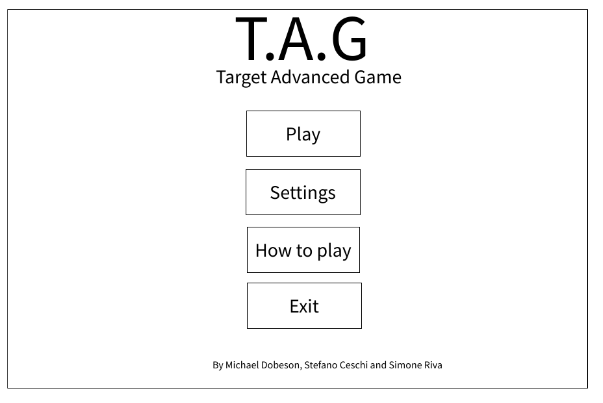 T.A.G
Target Advanced Game
Play
Settings
How to play
Exit
By Michael Dobeson, Stefano Ceschi and Simone Riva